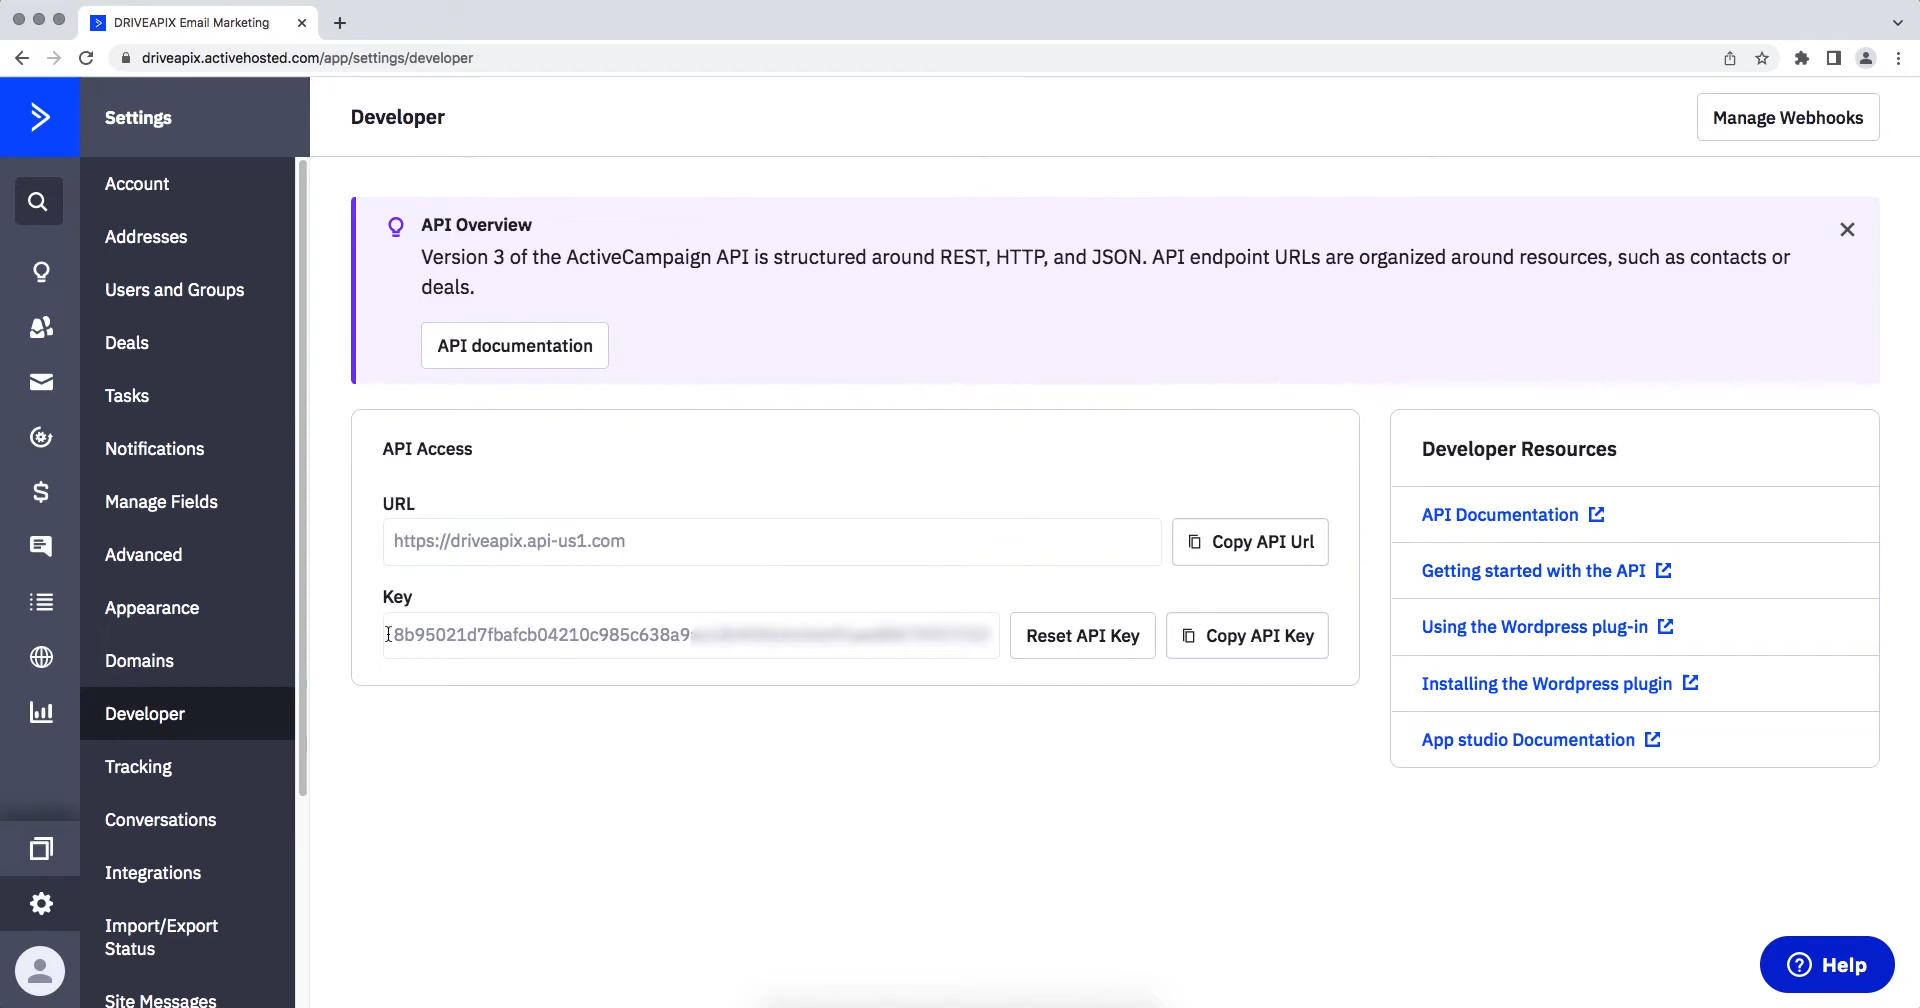 DRIVEAPIX Email Marketing
driveapix.activehosted.com/app/settings/developer
Settings
Account
Addresses
Users and Groups
Deals
Tasks
Notifications
Manage Fields
Advanced
Appearance
Domains
Developer
Tracking
Conversations
Integrations
Import/Export
Status
Site Messages
Developer
Manage Webhooks
API Overview
Version 3 of the ActiveCampaign API is structured around REST, HTTP, and JSON. API endpoint URLs are organized around resources, such as contacts or
deals.
API documentation
API Access
URL
https://driveapix.api-us1.com
Copy API Url
Key
8b95021d7fbafcb04210c985c638a9
Reset API Key
Copy API Key
Developer Resources
API Documentation
Getting started with the API
Using the Wordpress plug-in
Installing the Wordpress plugin
App studio Documentation
Help